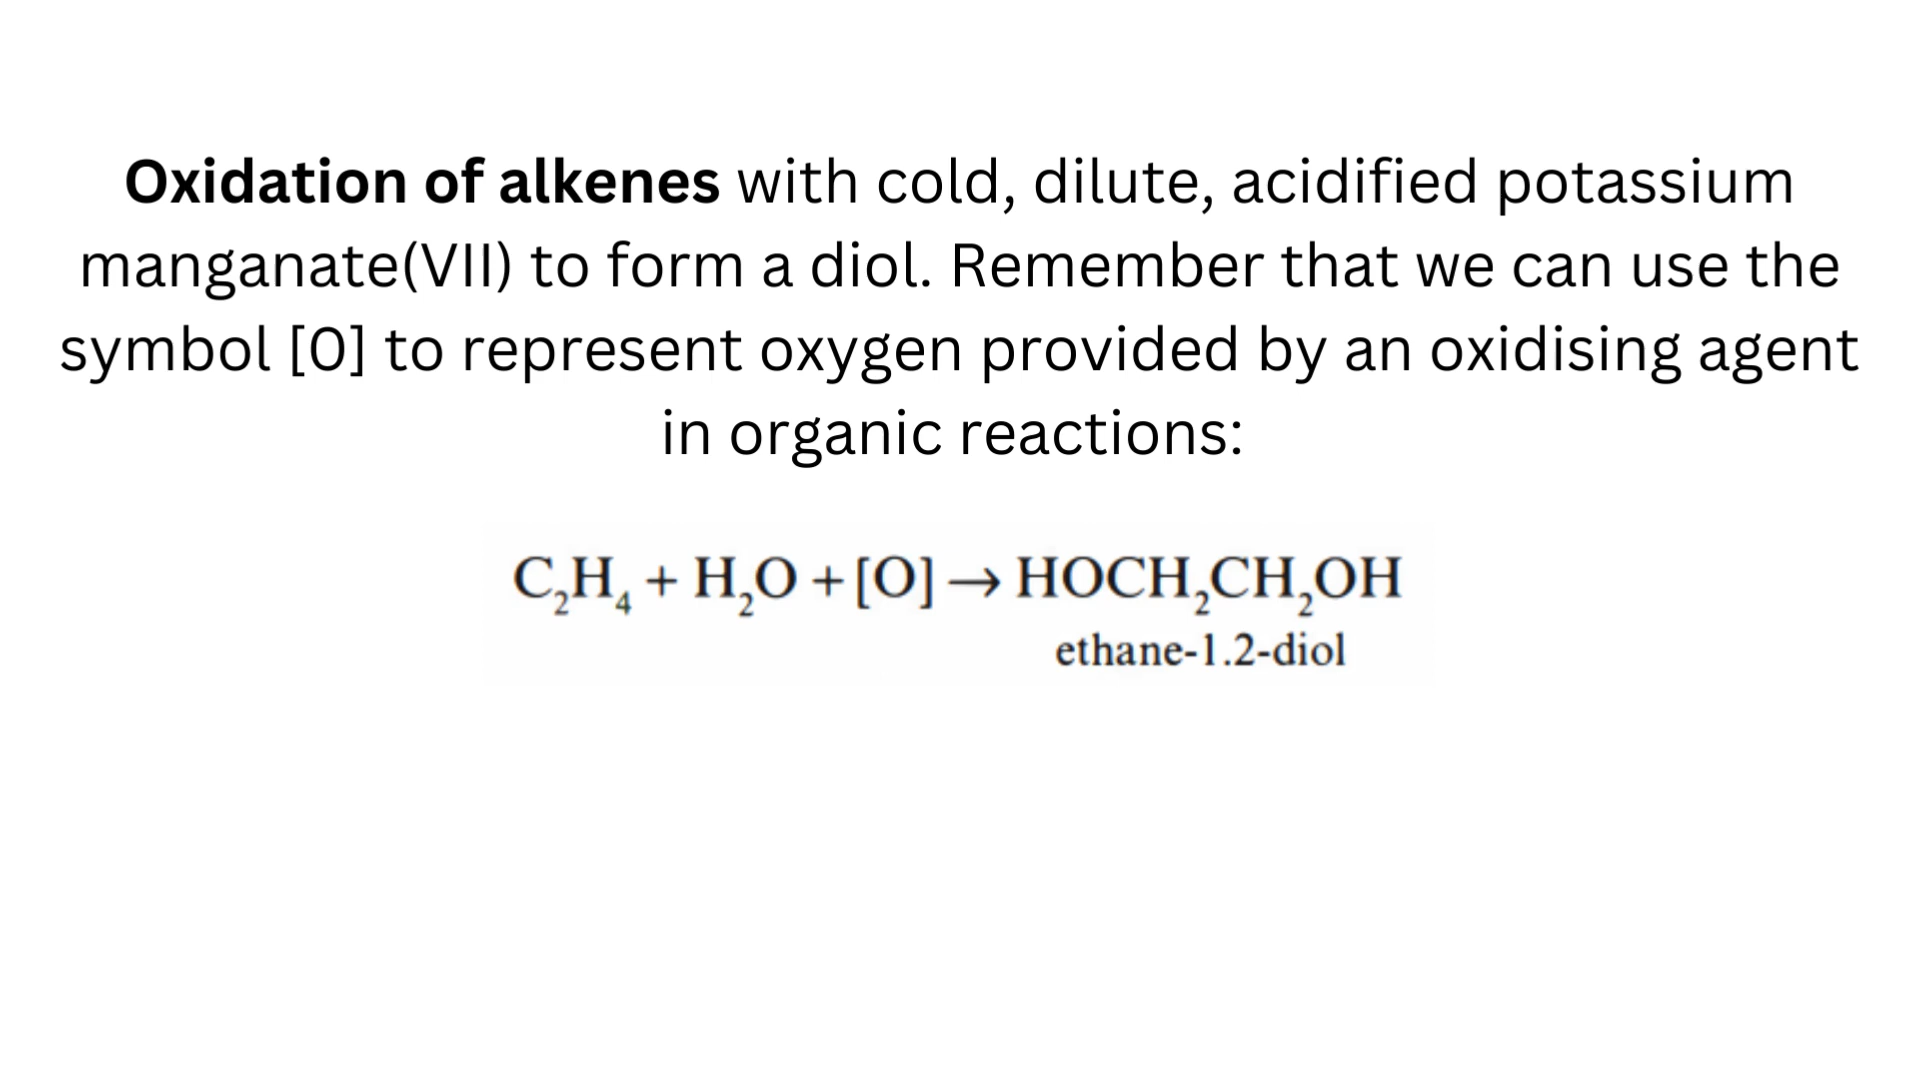 Oxidation of alkenes with cold, dilute, acidified potassium
manganate(VII) to form a diol. Remember that we can use the
symbol [O] to represent oxygen provided by an oxidising agent
in organic reactions:
C₂H₄ + H₂O + [O] → HOCH₂CH₂OH
ethane-1.2-diol